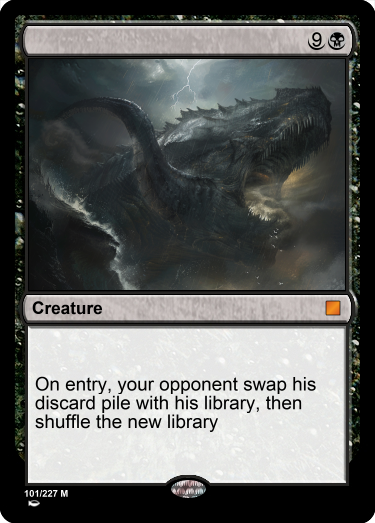 9
Creature
On entry, your opponent swap his
discard pile with his library, then
shuffle the new library
101/227 M